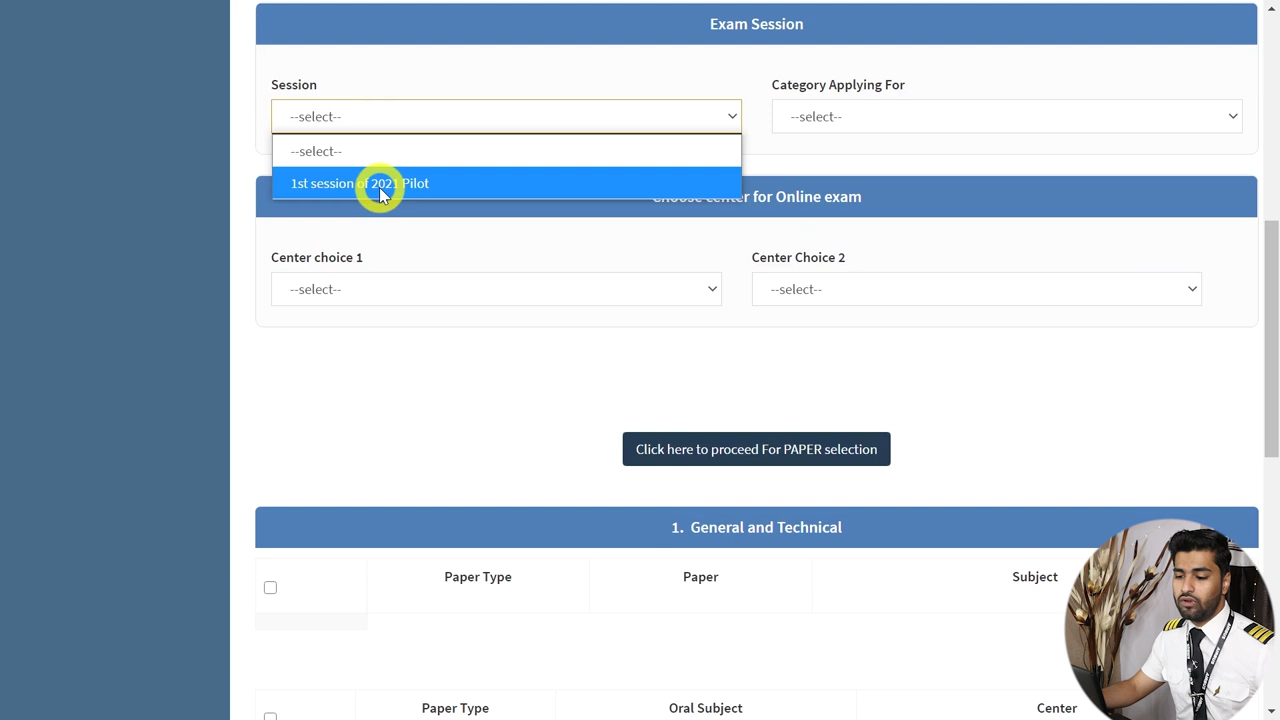 Exam Session
Session
Category Applying For
--select--
--select--
--select--
1st session of 2021 Pilot
Choose center for Online exam
Center choice 1
Center Choice 2
--select--
--select--
Click here to proceed For PAPER selection
1. General and Technical
Paper Type
Paper
Subject
Paper Type
Oral Subject
Center